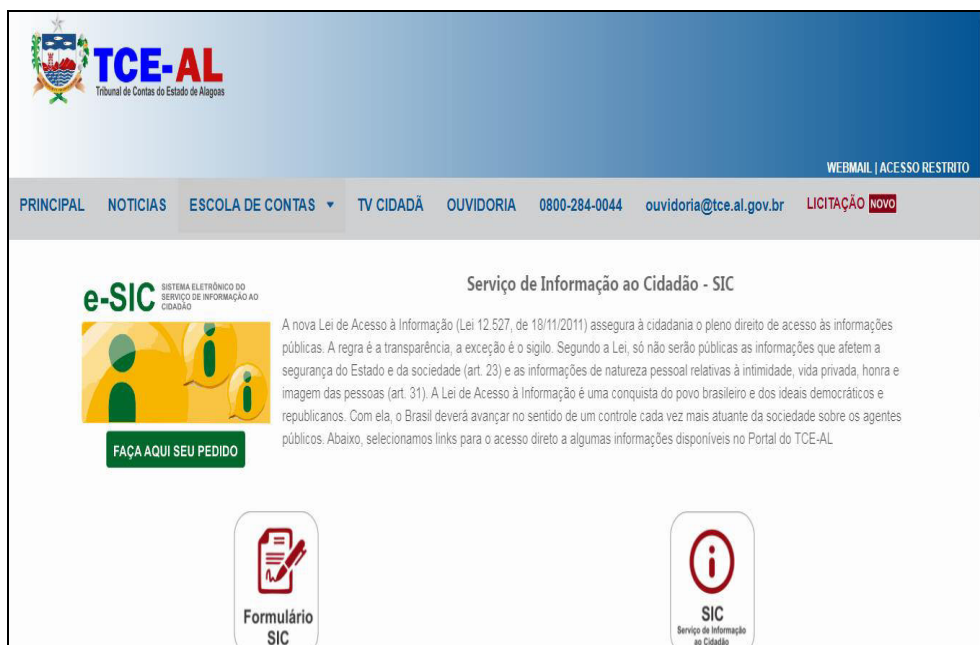 TCE-AL
Tribunal de Contas do Estado de Alagoas
WEBMAIL | ACESSO RESTRITO
PRINCIPAL NOTICIAS ESCOLA DE CONTAS TV CIDADÃ OUVIDORIA 0800-284-0044 ouvidoria@tce.al.gov.br LICITAÇÃO NOVO
e-SIC SISTEMA ELETRÔNICO DO
SERVIÇO DE INFORMAÇÃO AO
CIDADÃO
FAÇA AQUI SEU PEDIDO
Serviço de Informação ao Cidadão - SIC
A nova Lei de Acesso à Informação (Lei 12.527, de 18/11/2011) assegura à cidadania o pleno direito de acesso às informações
públicas. A regra é a transparência, a exceção é o sigilo. Segundo a Lei, só não serão públicas as informações que afetem a
segurança do Estado e da sociedade (art. 23) e as informações de natureza pessoal relativas à intimidade, vida privada, honra e
imagem das pessoas (art. 31). A Lei de Acesso à Informação é uma conquista do povo brasileiro e dos ideais democráticos e
republicanos. Com ela, o Brasil deverá avançar no sentido de um controle cada vez mais atuante da sociedade sobre os agentes
públicos. Abaixo, selecionamos links para o acesso direto a algumas informações disponíveis no Portal do TCE-AL
Formulário
SIC
SIC
Serviço de Informação
ao Cidadão